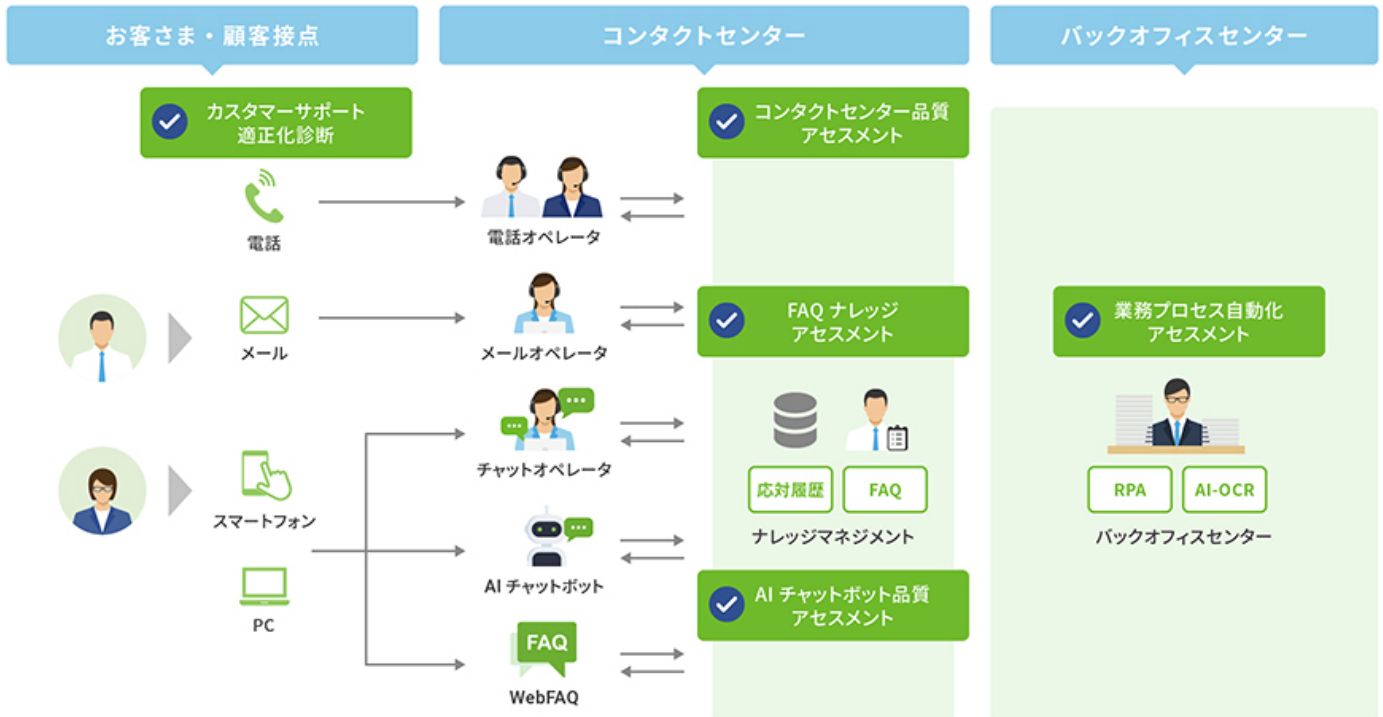 お客さま・顧客接点
コンタクトセンター
バックオフィスセンター
カスタマーサポート
適正化診断
コンタクトセンター品質
アセスメント
電話
電話オペレータ
メール
メールオペレータ
FAQ ナレッジ
アセスメント
業務プロセス自動化
アセスメント
チャットオペレータ
応対履歴
FAQ
ナレッジマネジメント
RPA
AI-OCR
バックオフィスセンター
スマートフォン
AI チャットボット
AI チャットボット品質
アセスメント
PC
FAQ
WebFAQ